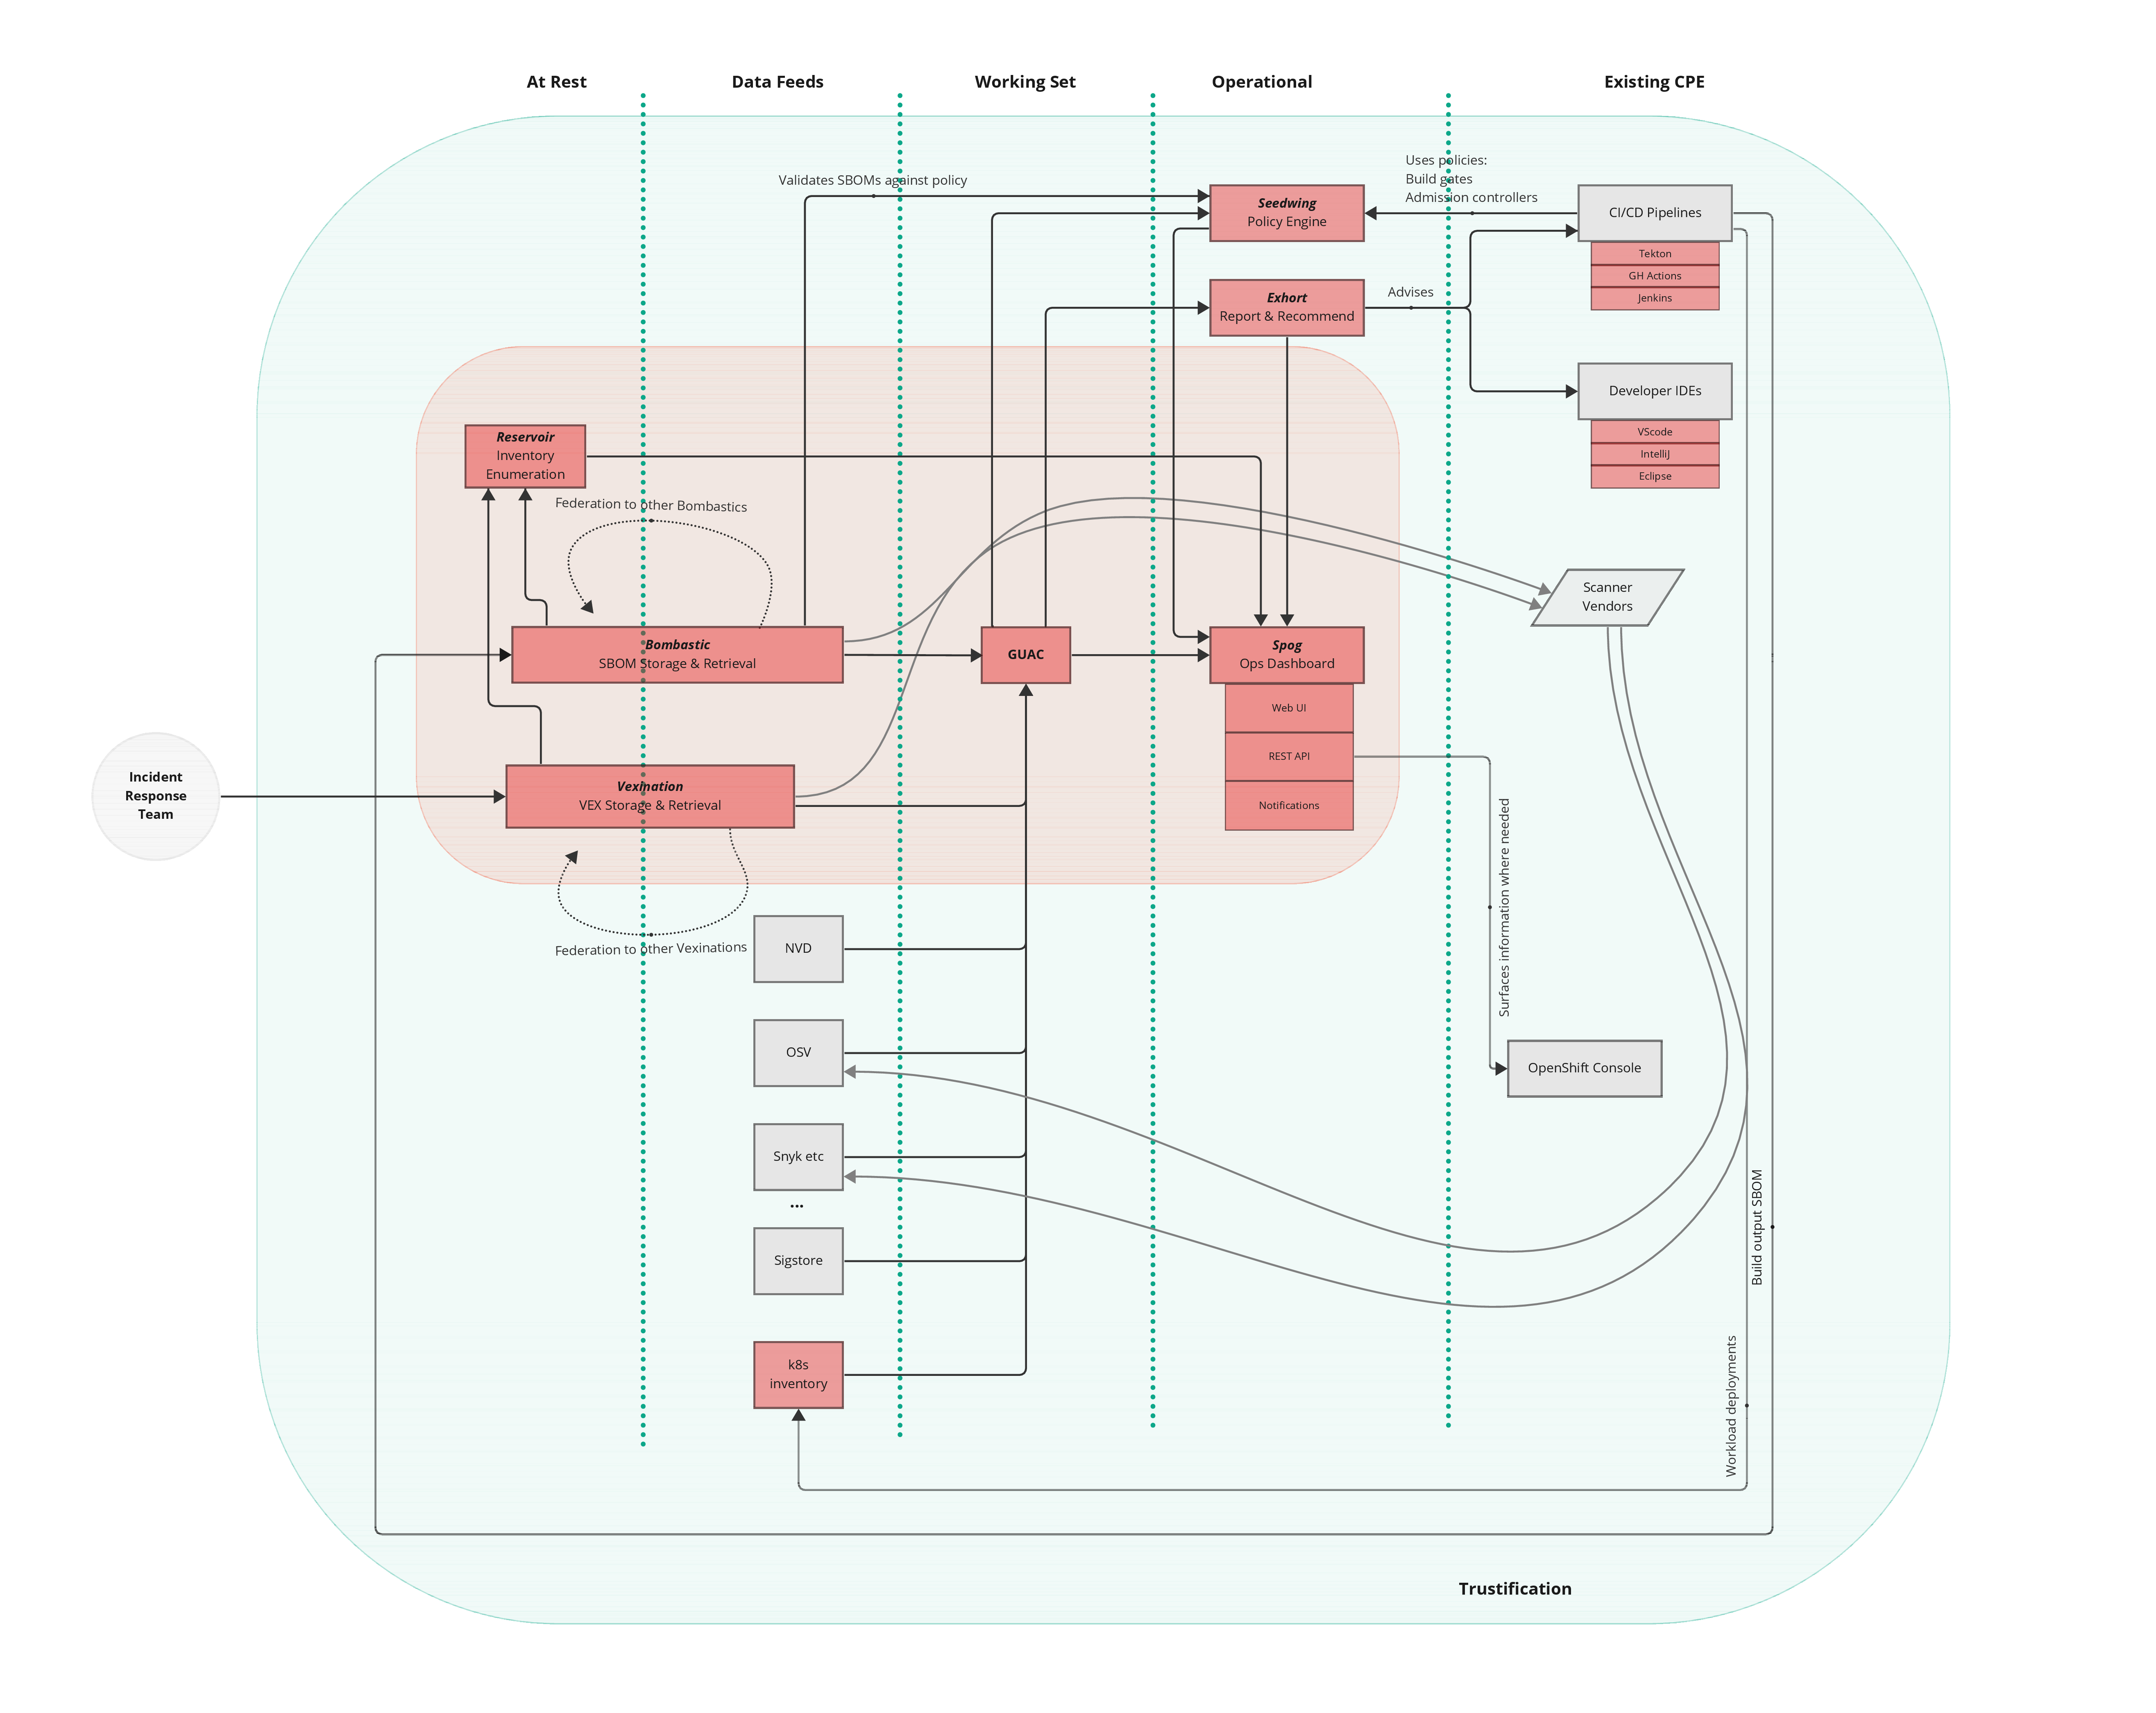 At Rest
Data Feeds
Working Set
Operational
Existing CPE
Validates SBOMs against policy
Uses policies:
Build gates
Admission controllers
Seedwing
Policy Engine
CI/CD Pipelines
Tekton
GH Actions
Jenkins
Exhort
Report & Recommend
Advises
Developer IDEs
VScode
IntelliJ
Eclipse
Reservoir
Inventory
Enumeration
Federation to other Bombastics
Scanner
Vendors
Bombastic
SBOM Storage & Retrieval
GUAC
Spog
Ops Dashboard
Web UI
REST API
Notifications
Incident
Response
Team
Vexination
VEX Storage & Retrieval
Surfaces information where needed
Federation to other Vexinations
NVD
OSV
OpenShift Console
Snyk etc
...
Sigstore
Build output SBOM
k8s
inventory
Workload deployments
Trustification